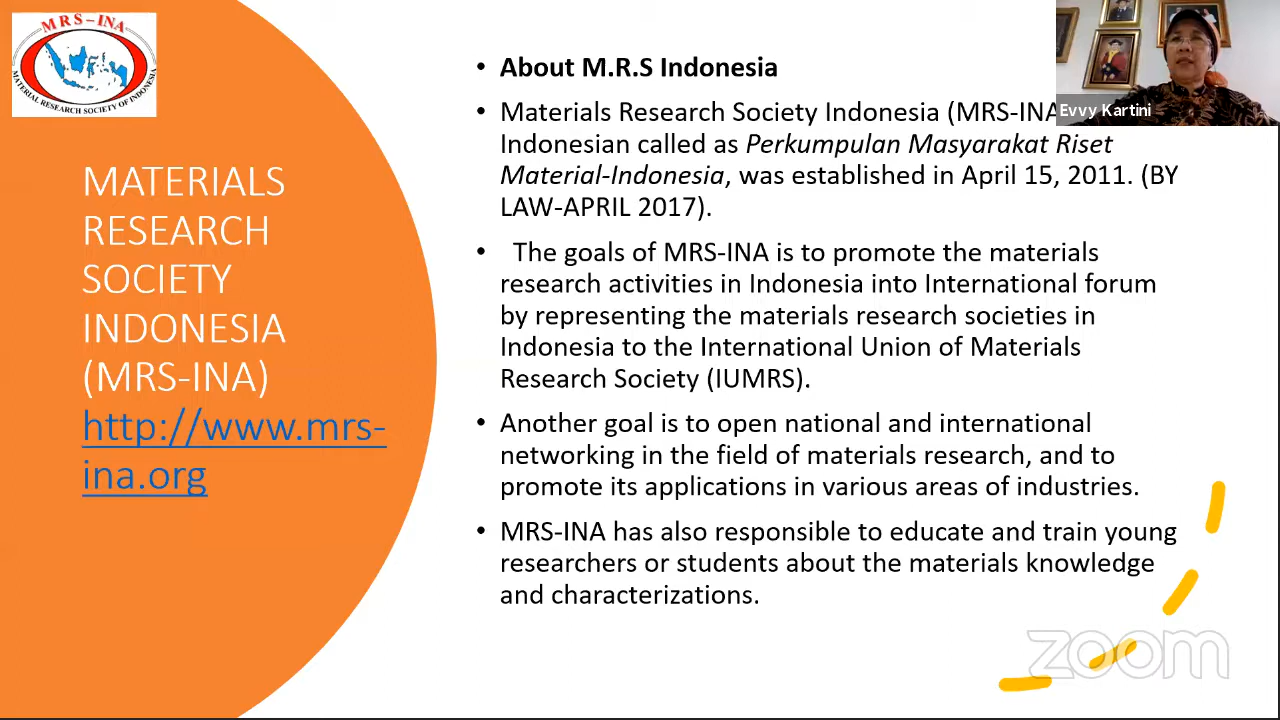 MRS-INA
MATERIAL RESEARCH SOCIETY OF INDONESIA
MATERIALS
RESEARCH
SOCIETY
INDONESIA
(MRS-INA)
http://www.mrs-
ina.org
• About M.R.S Indonesia
• Materials Research Society Indonesia (MRS-INA
Indonesian called as Perkumpulan Masyarakat Riset
Material-Indonesia, was established in April 15, 2011. (BY
LAW-APRIL 2017).
• The goals of MRS-INA is to promote the materials
research activities in Indonesia into International forum
by representing the materials research societies in
Indonesia to the International Union of Materials
Research Society (IUMRS).
• Another goal is to open national and international
networking in the field of materials research, and to
promote its applications in various areas of industries.
• MRS-INA has also responsible to educate and train young
researchers or students about the materials knowledge
and characterizations.
Evvy Kartini
zoom